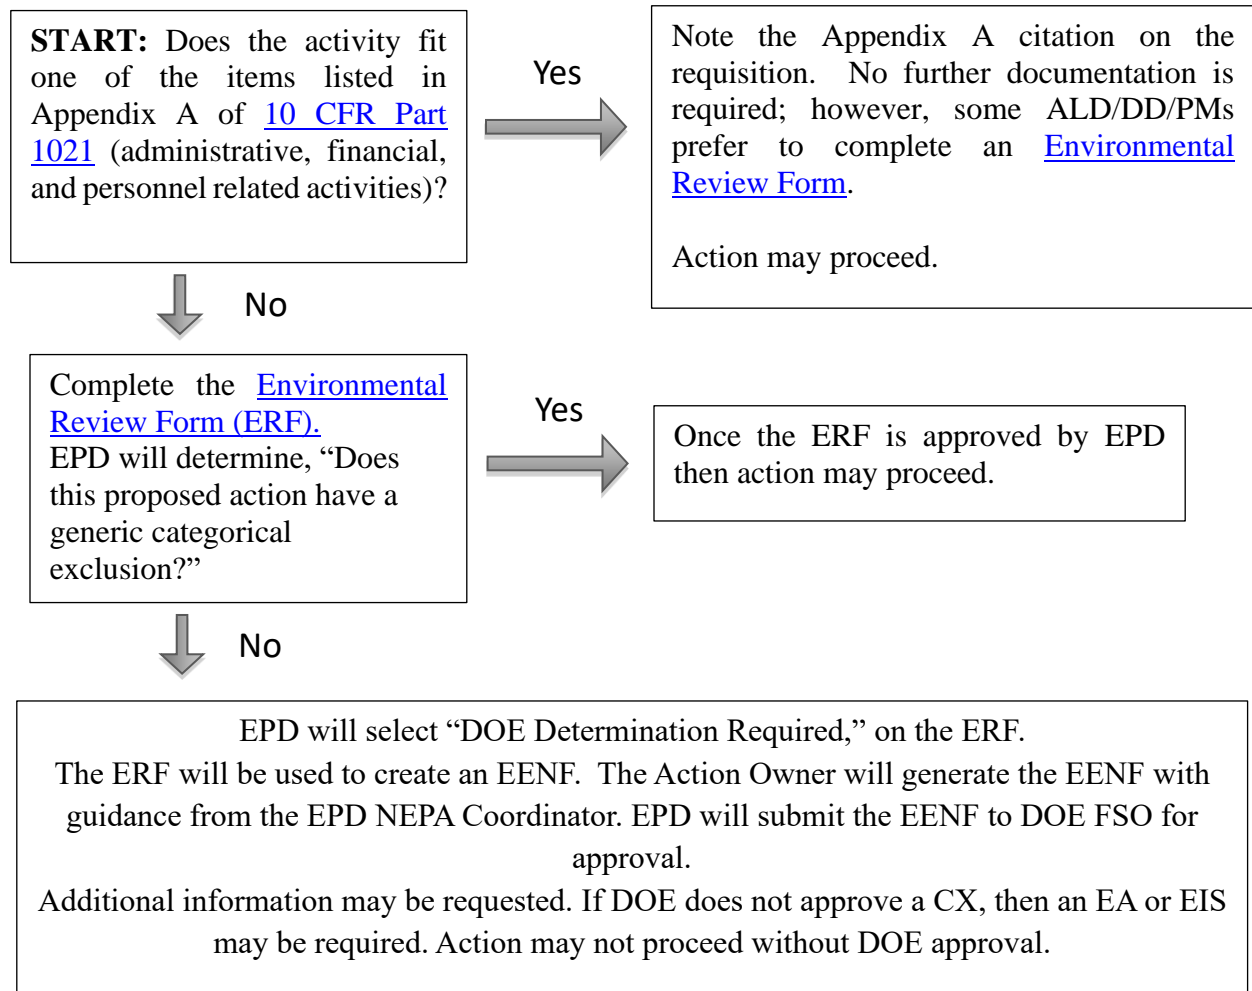 START: Does the activity fit
one of the items listed in
Appendix A of 10 CFR Part
1021 (administrative, financial,
and personnel related activities)?
Yes
Note the Appendix A citation on the
requisition. No further documentation is
required; however, some ALD/DD/PMs
prefer to complete an Environmental
Review Form.
Action may proceed.
No
Complete the Environmental
Review Form (ERF).
EPD will determine, “Does
this proposed action have a
generic categorical
exclusion?”
Yes
Once the ERF is approved by EPD
then action may proceed.
No
EPD will select “DOE Determination Required,” on the ERF.
The ERF will be used to create an EENF. The Action Owner will generate the EENF with
guidance from the EPD NEPA Coordinator. EPD will submit the EENF to DOE FSO for
approval.
Additional information may be requested. If DOE does not approve a CX, then an EA or EIS
may be required. Action may not proceed without DOE approval.